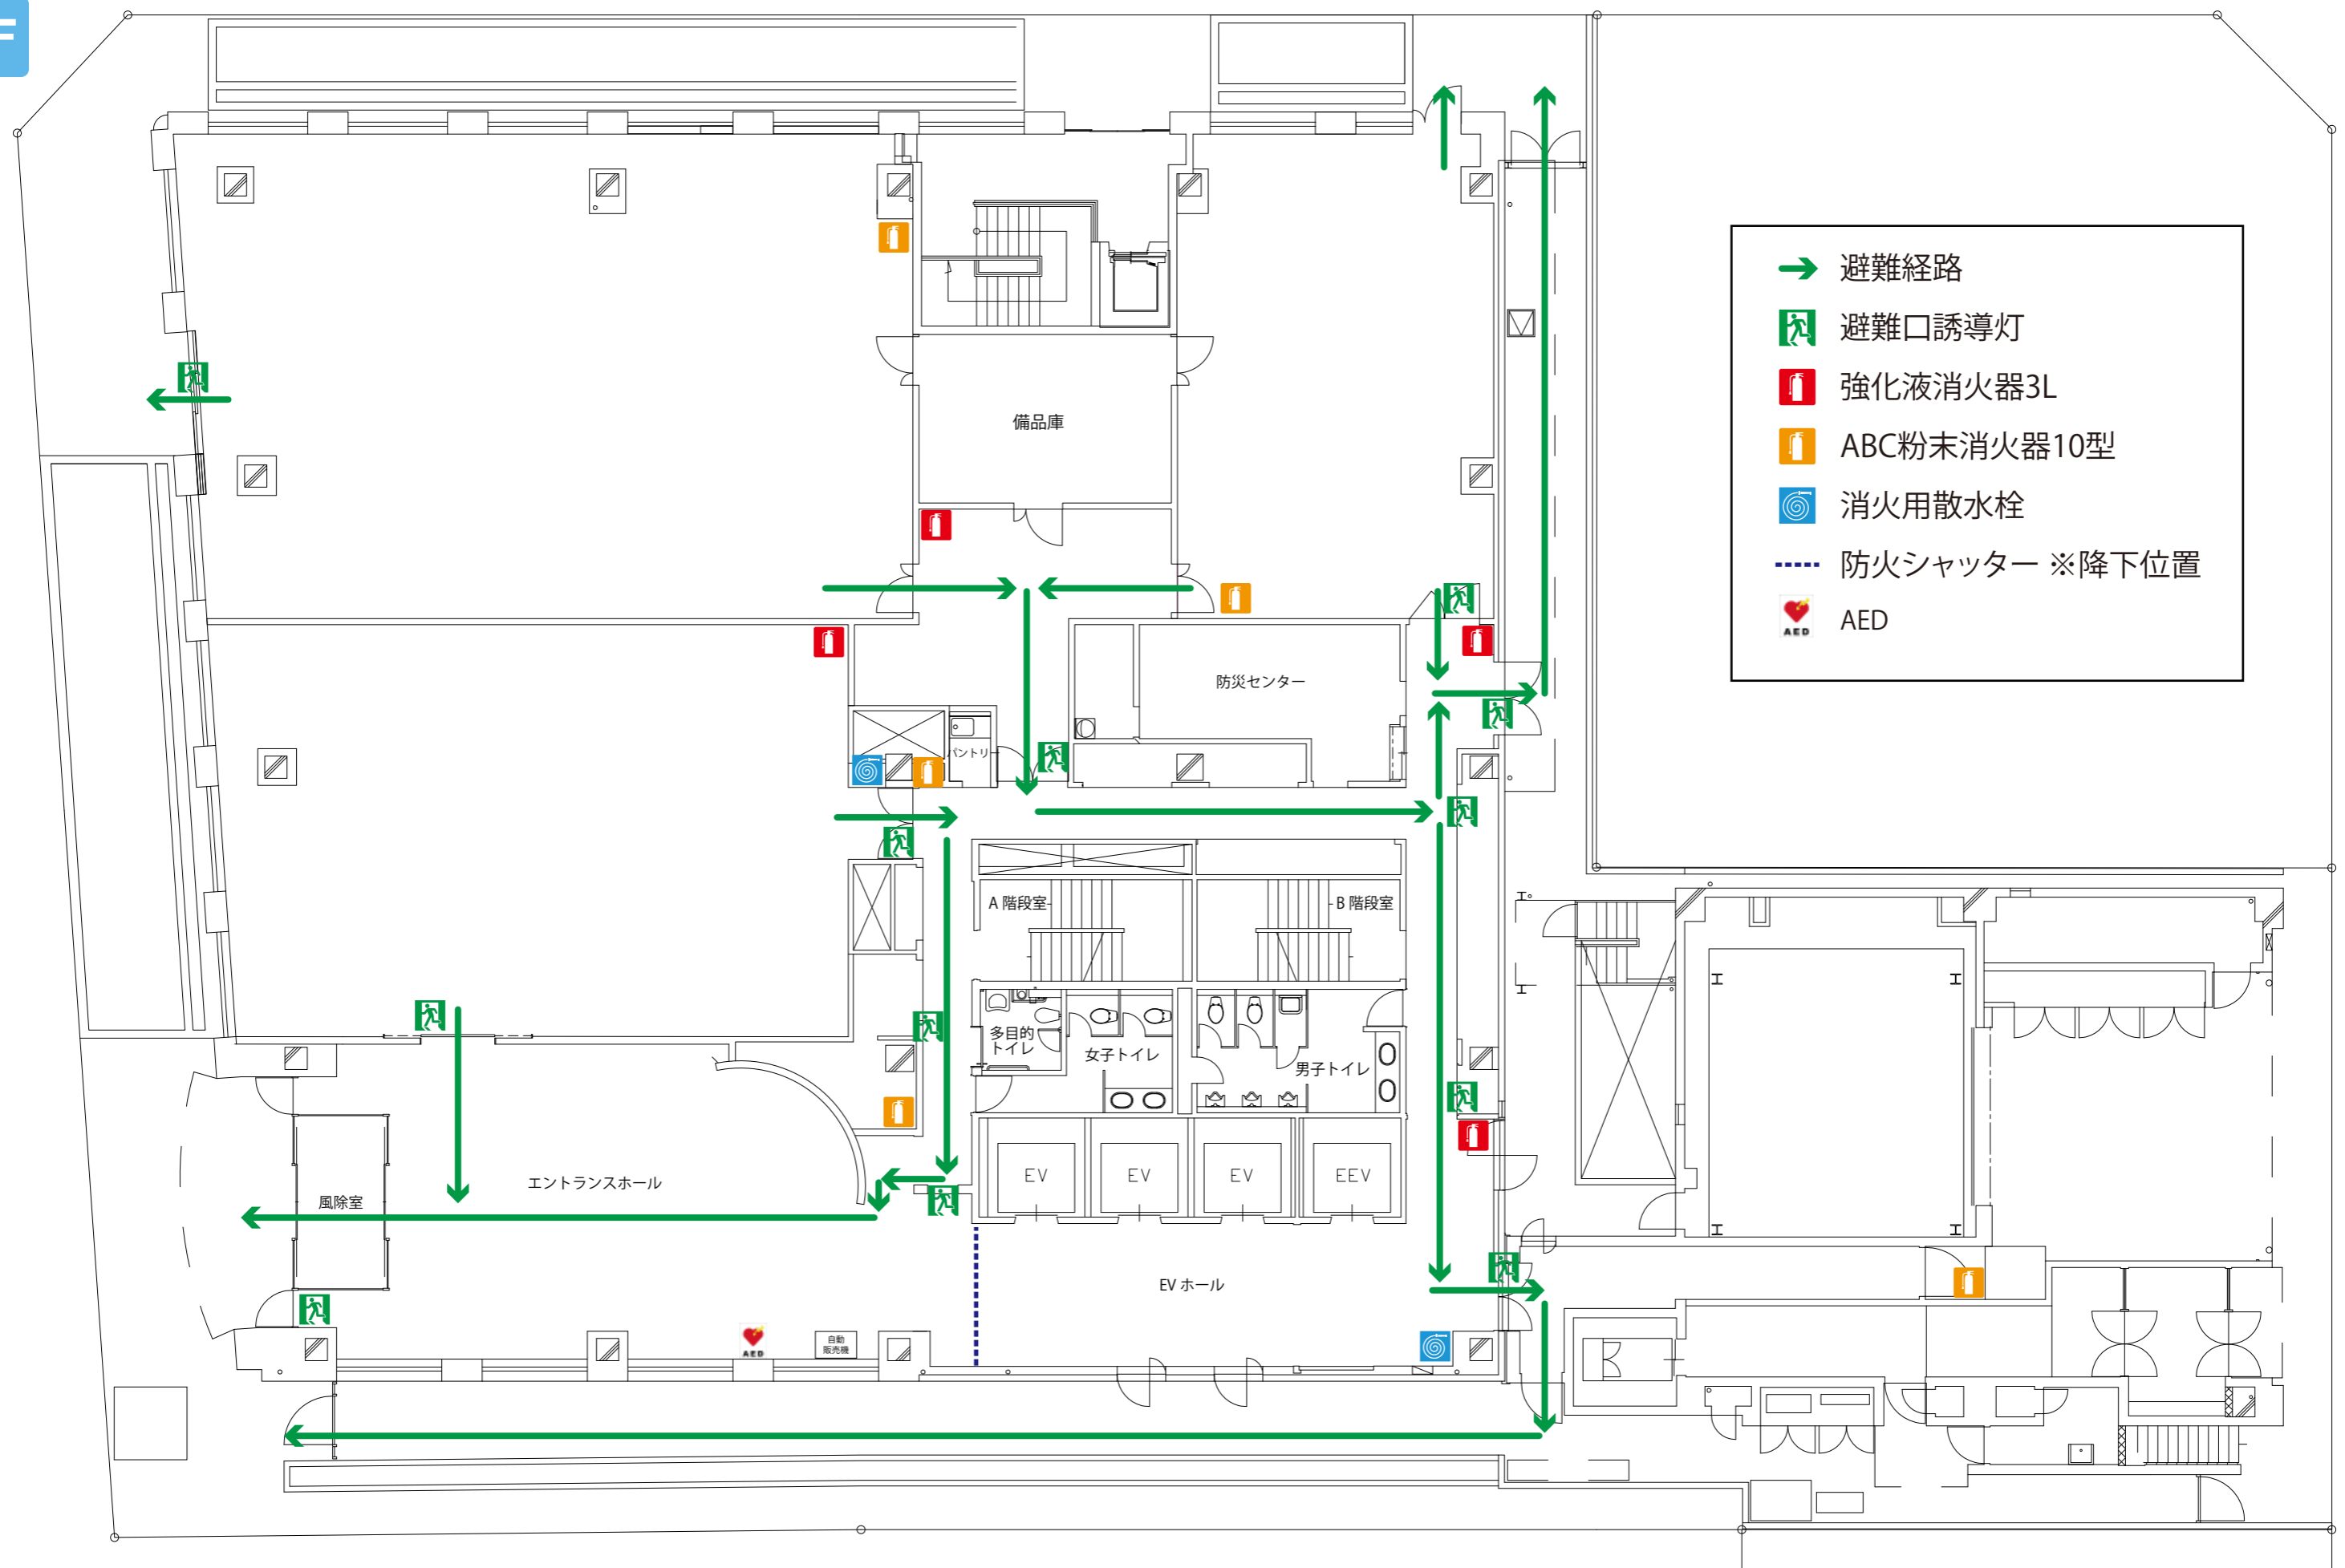 F
避難経路
避難口誘導灯
強化液消火器3L
ABC粉末消火器10型
消火用散水栓
防火シャッター ※降下位置
AED
AED
備品庫
防災センター
パントリー
A 階段室
B 階段室
多目的
トイレ
女子トイレ
男子トイレ
EV
EV
EV
EEV
エントランスホール
風除室
EV ホール
AED
自動
販売機